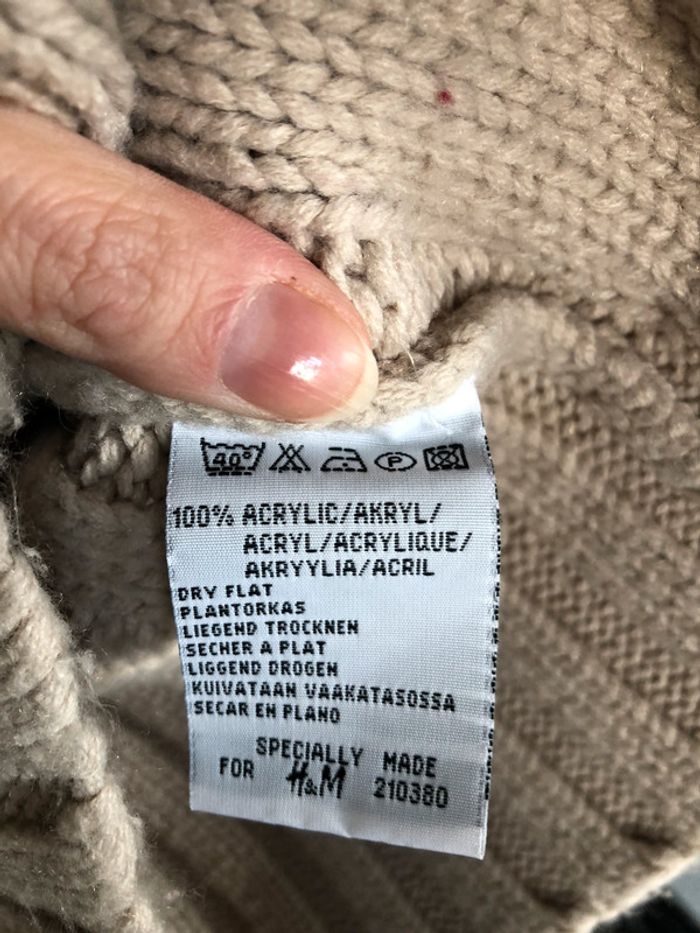 40°
P
100% ACRYLIC/AKRYL/
ACRYL/ACRYLIQUE/
AKRYYLIA/ACRIL
DRY FLAT
PLANTORKAS
LIEGEND TROCKNEN
SECHER A PLAT
LIGGEND DROGEN
KUIVATAAN VAAKATASOSSA
SECAR EN PLANO
SPECIALLY MADE
FOR H&M 210380